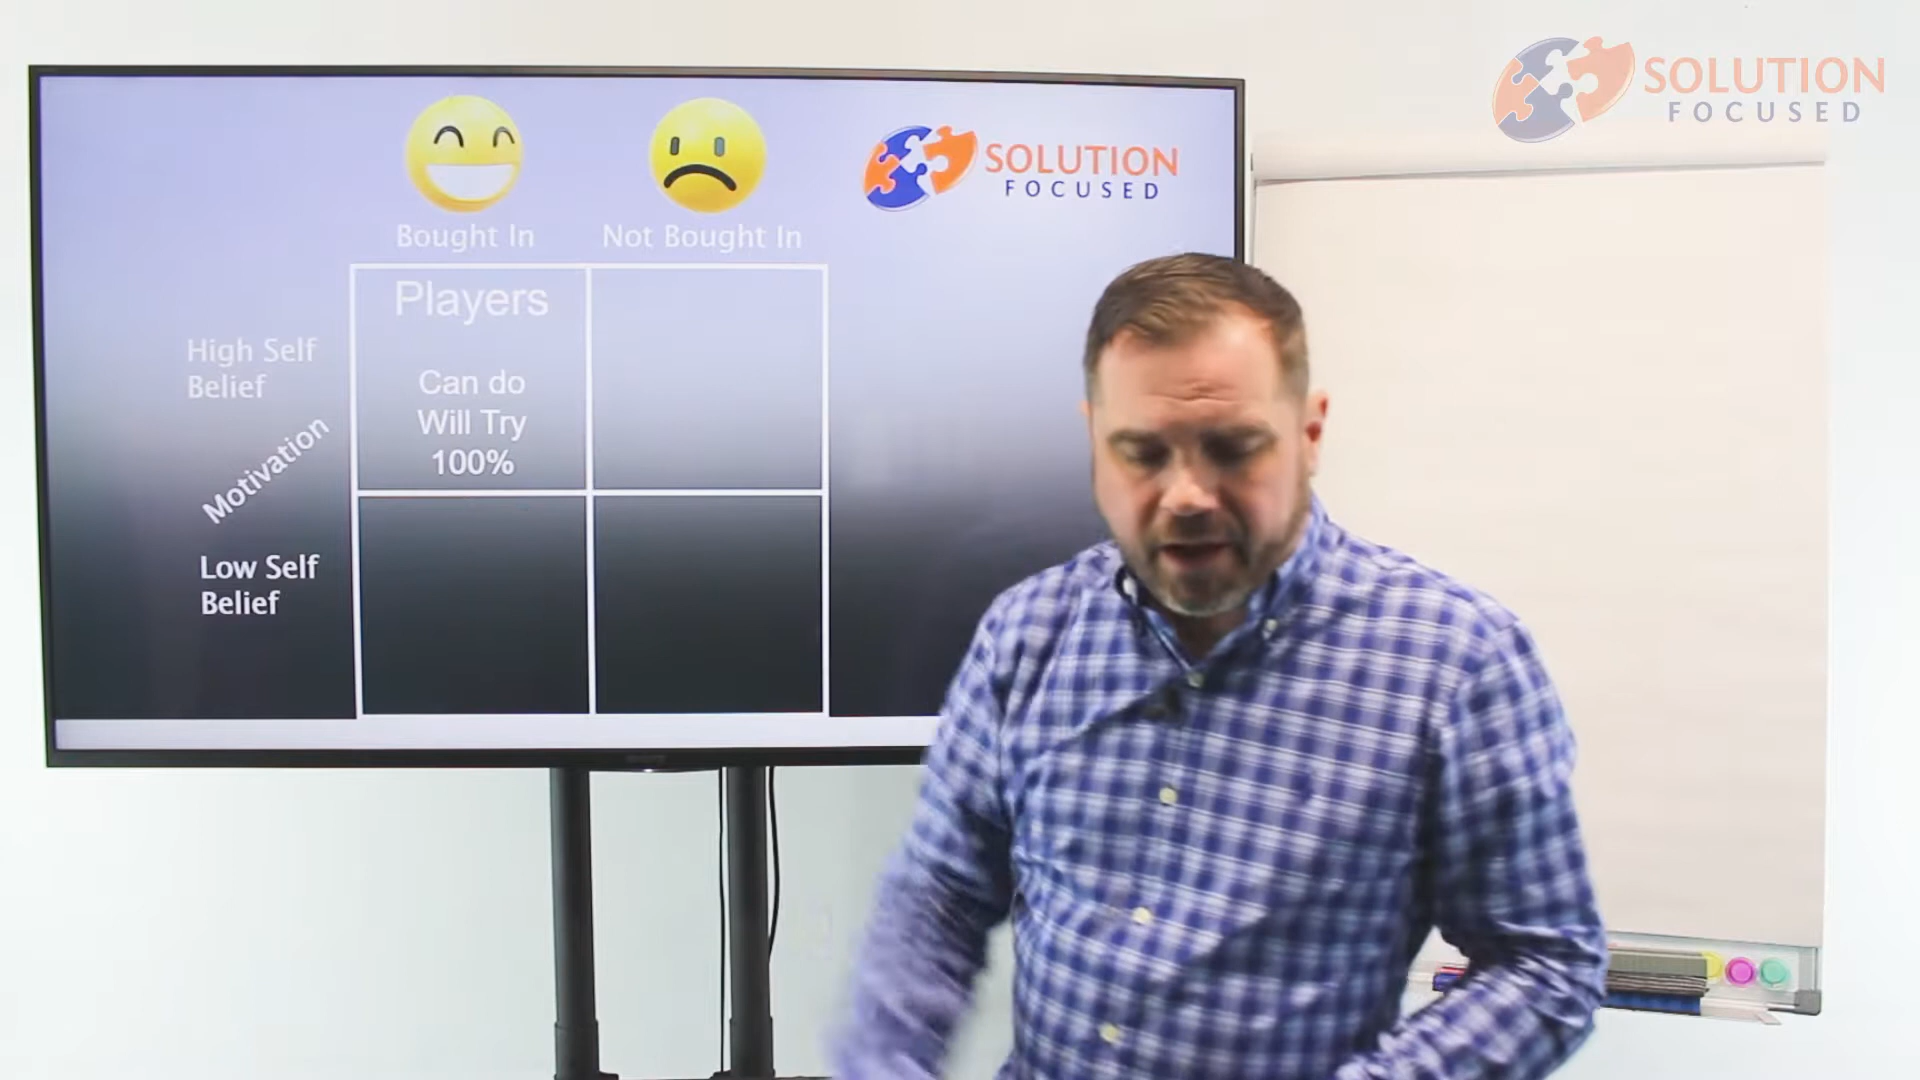 SOLUTION
FOCUSED
SOLUTION
FOCUSED
Bought In
Not Bought In
Players
High Self
Belief
Can do
Will Try
100%
Motivation
Low Self
Belief